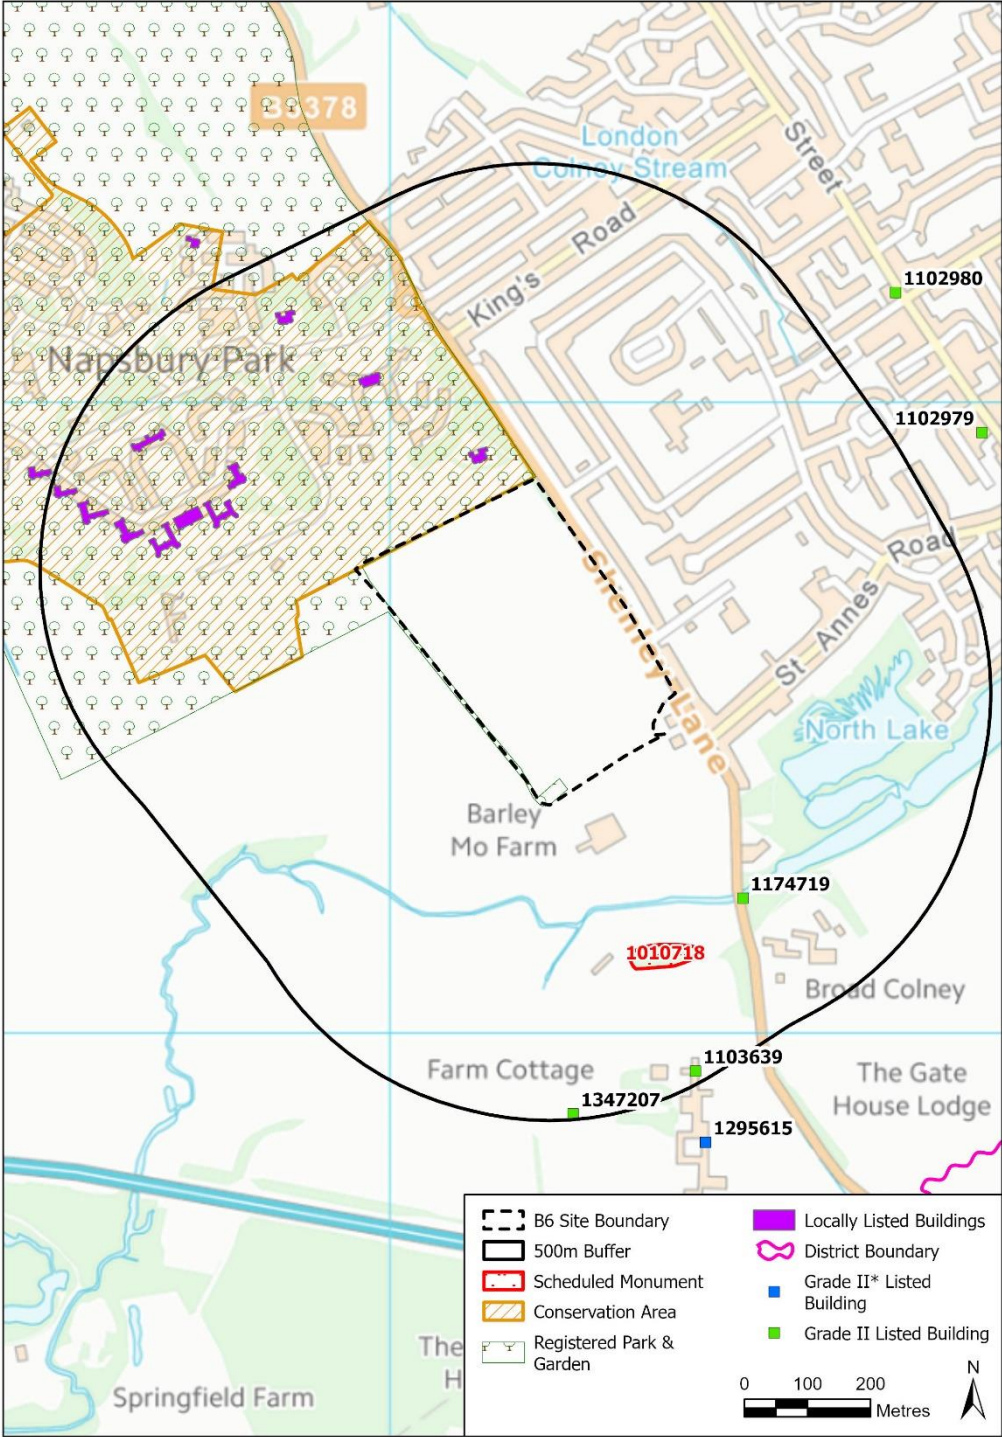 B5378
London
Colney Stream
Street
King's Road
1102980
Napsbury Park
1102979
Shenley Lane
St Annes Road
North Lake
Barley
Mo Farm
1174719
1010718
Broad Colney
Farm Cottage
1103639
The Gate
House Lodge
1347207
1295615
B6 Site Boundary
500m Buffer
Scheduled Monument
Conservation Area
Registered Park &
Garden
Locally Listed Buildings
District Boundary
Grade II* Listed
Building
Grade II Listed Building
The
H
Springfield Farm
N
0 100 200
Metres